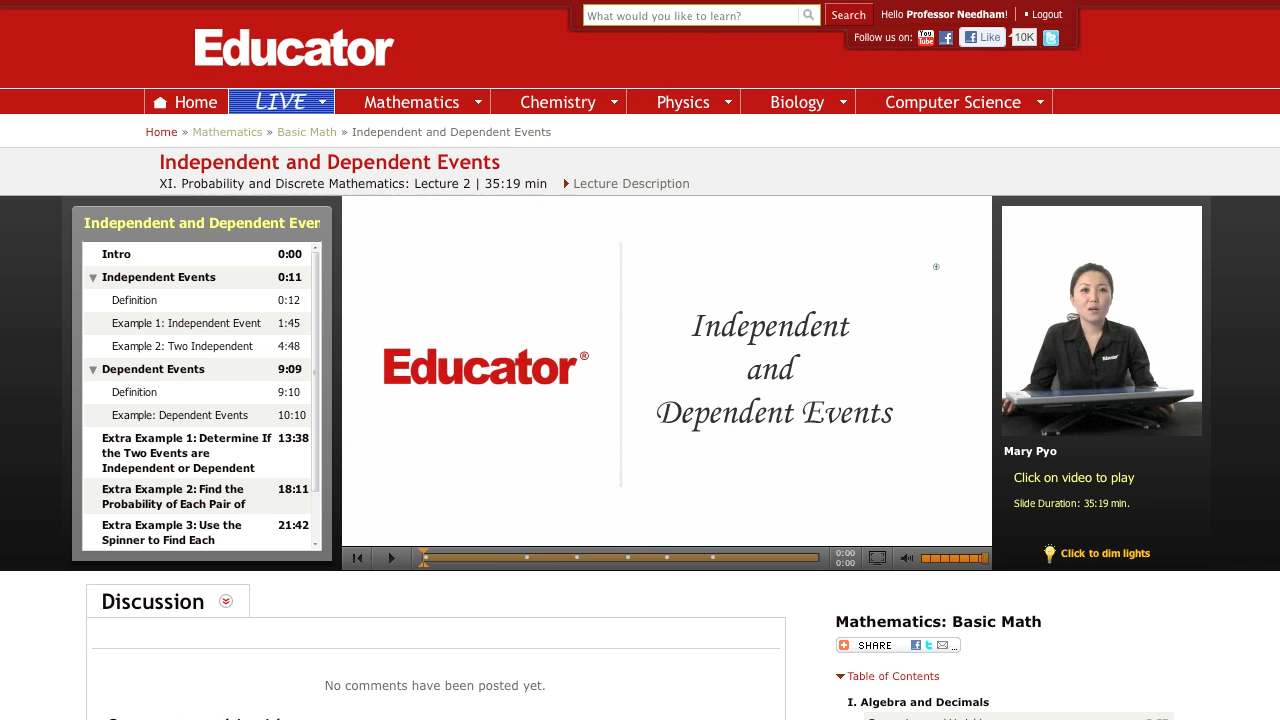 What would you like to learn?
Search
Hello Professor Needham!
Logout
Follow us on:
You Tube
Like
10K
Educator
Home
LIVE
Mathematics
Chemistry
Physics
Biology
Computer Science
Home » Mathematics » Basic Math » Independent and Dependent Events
Independent and Dependent Events
XI. Probability and Discrete Mathematics: Lecture 2 | 35:19 min
Lecture Description
Independent and Dependent Even
Intro 0:00
Independent Events 0:11
Definition 0:12
Example 1: Independent Event 1:45
Example 2: Two Independent 4:48
Dependent Events 9:09
Definition 9:10
Example: Dependent Events 10:10
Extra Example 1: Determine If 13:38
the Two Events are
Independent or Dependent
Extra Example 2: Find the 18:11
Probability of Each Pair of
Extra Example 3: Use the 21:42
Spinner to Find Each
Educator®
Independent
and
Dependent Events
0:00
0:00
Educator
Mary Pyo
Click on video to play
Slide Duration: 35:19 min.
Click to dim lights
Discussion
No comments have been posted yet.
Mathematics: Basic Math
SHARE
...
Table of Contents
I. Algebra and Decimals